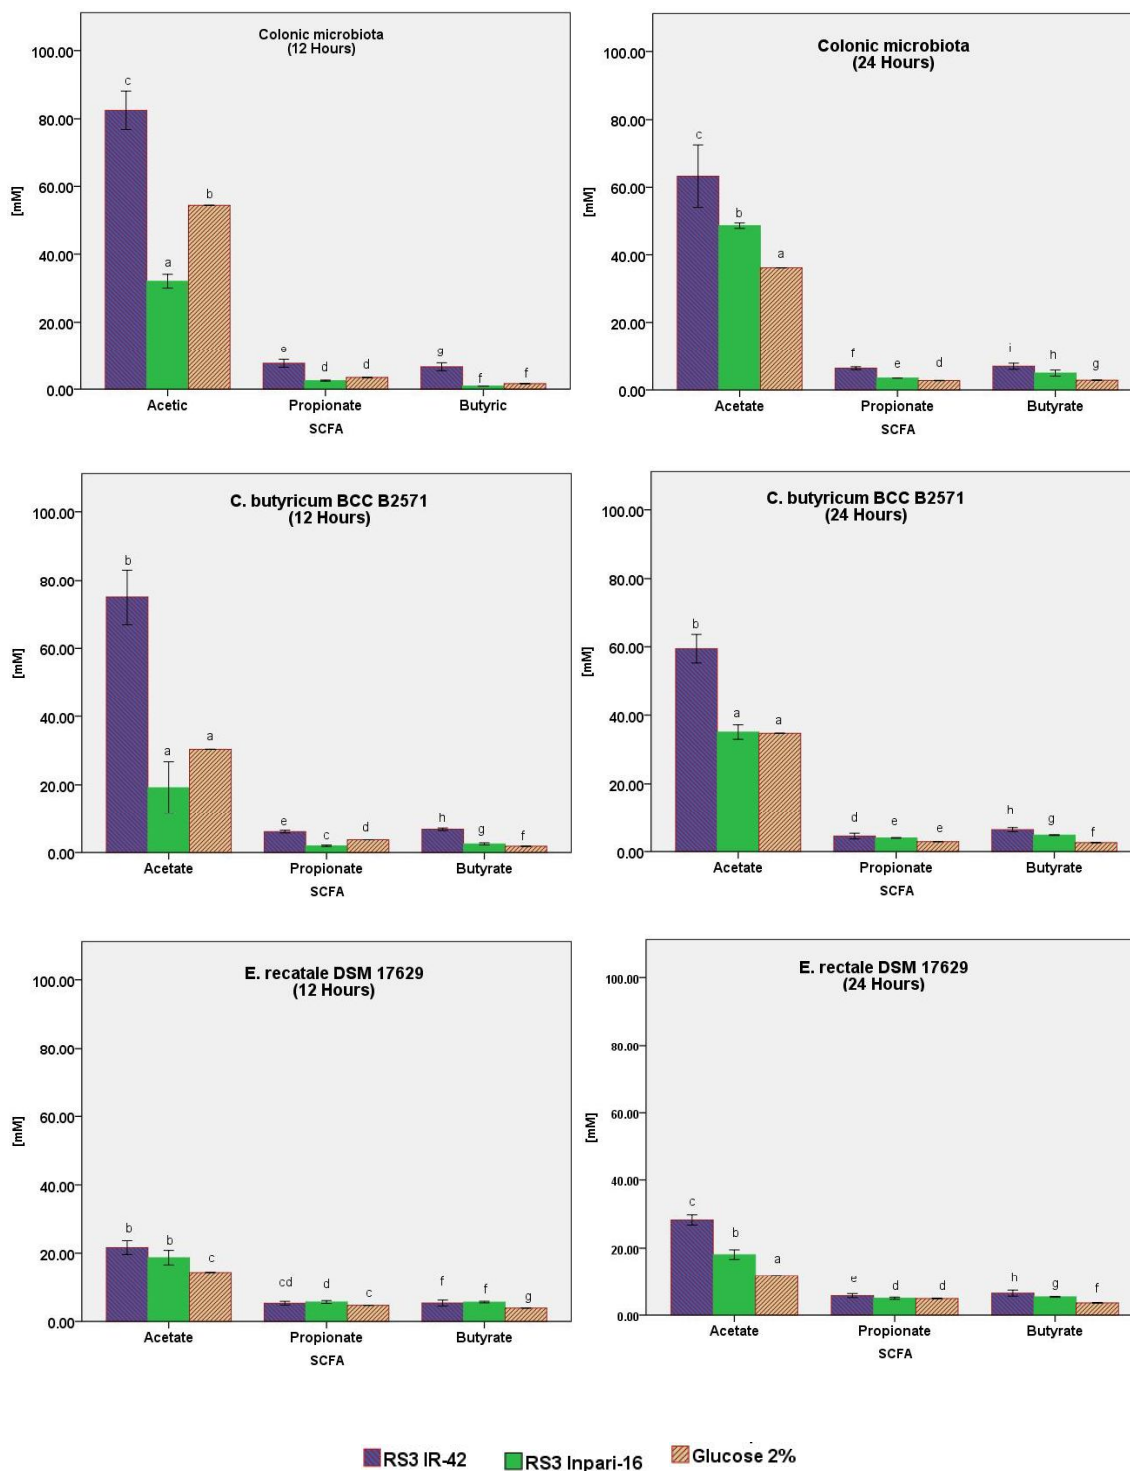 Colonic microbiota
(12 Hours)
100.00
80.00
60.00
40.00
20.00
0.00
[mM]
c
a
b
e
d
d
g
f
f
Acetic
Propionate
Butyric
SCFA
Colonic microbiota
(24 Hours)
100.00
80.00
60.00
40.00
20.00
0.00
[mM]
c
b
a
f
e
d
i
h
g
Acetate
Propionate
Butyrate
SCFA
C. butyricum BCC B2571
(12 Hours)
100.00
80.00
60.00
40.00
20.00
0.00
[mM]
b
a
a
e
c
d
h
g
f
Acetate
Propionate
Butyrate
SCFA
C. butyricum BCC B2571
(24 Hours)
100.00
80.00
60.00
40.00
20.00
0.00
[mM]
b
a
a
d
e
e
h
g
f
Acetate
Propionate
Butyrate
SCFA
E. recatale DSM 17629
(12 Hours)
100.00
80.00
60.00
40.00
20.00
0.00
[mM]
b
b
c
cd
d
c
f
f
g
Acetate
Propionate
Butyrate
SCFA
E. rectale DSM 17629
(24 Hours)
100.00
80.00
60.00
40.00
20.00
0.00
[mM]
c
b
a
e
d
d
h
g
f
Acetate
Propionate
Butyrate
SCFA
RS3 IR-42
RS3 Inpari-16
Glucose 2%